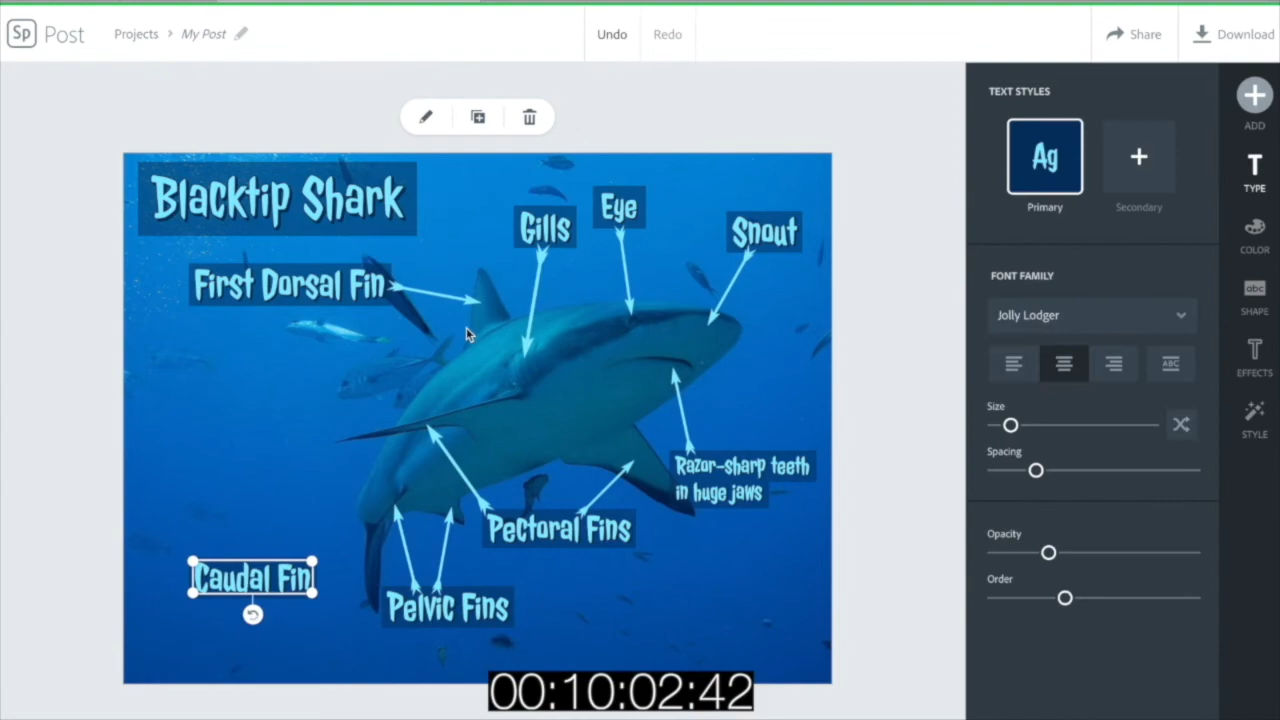 Sp Post Projects > My Post Undo Redo Share Download
TEXT STYLES
Ag +
Primary Secondary
FONT FAMILY
Jolly Lodger
ABC
Size
Spacing
Opacity
Order
ADD
T
TYPE
COLOR
abc
SHAPE
T
EFFECTS
STYLE
Blacktip Shark
Gills
Eye
Snout
First Dorsal Fin
Razor-sharp teeth
in huge jaws
Pectoral Fins
Caudal Fin
Pelvic Fins
00:10:02:42